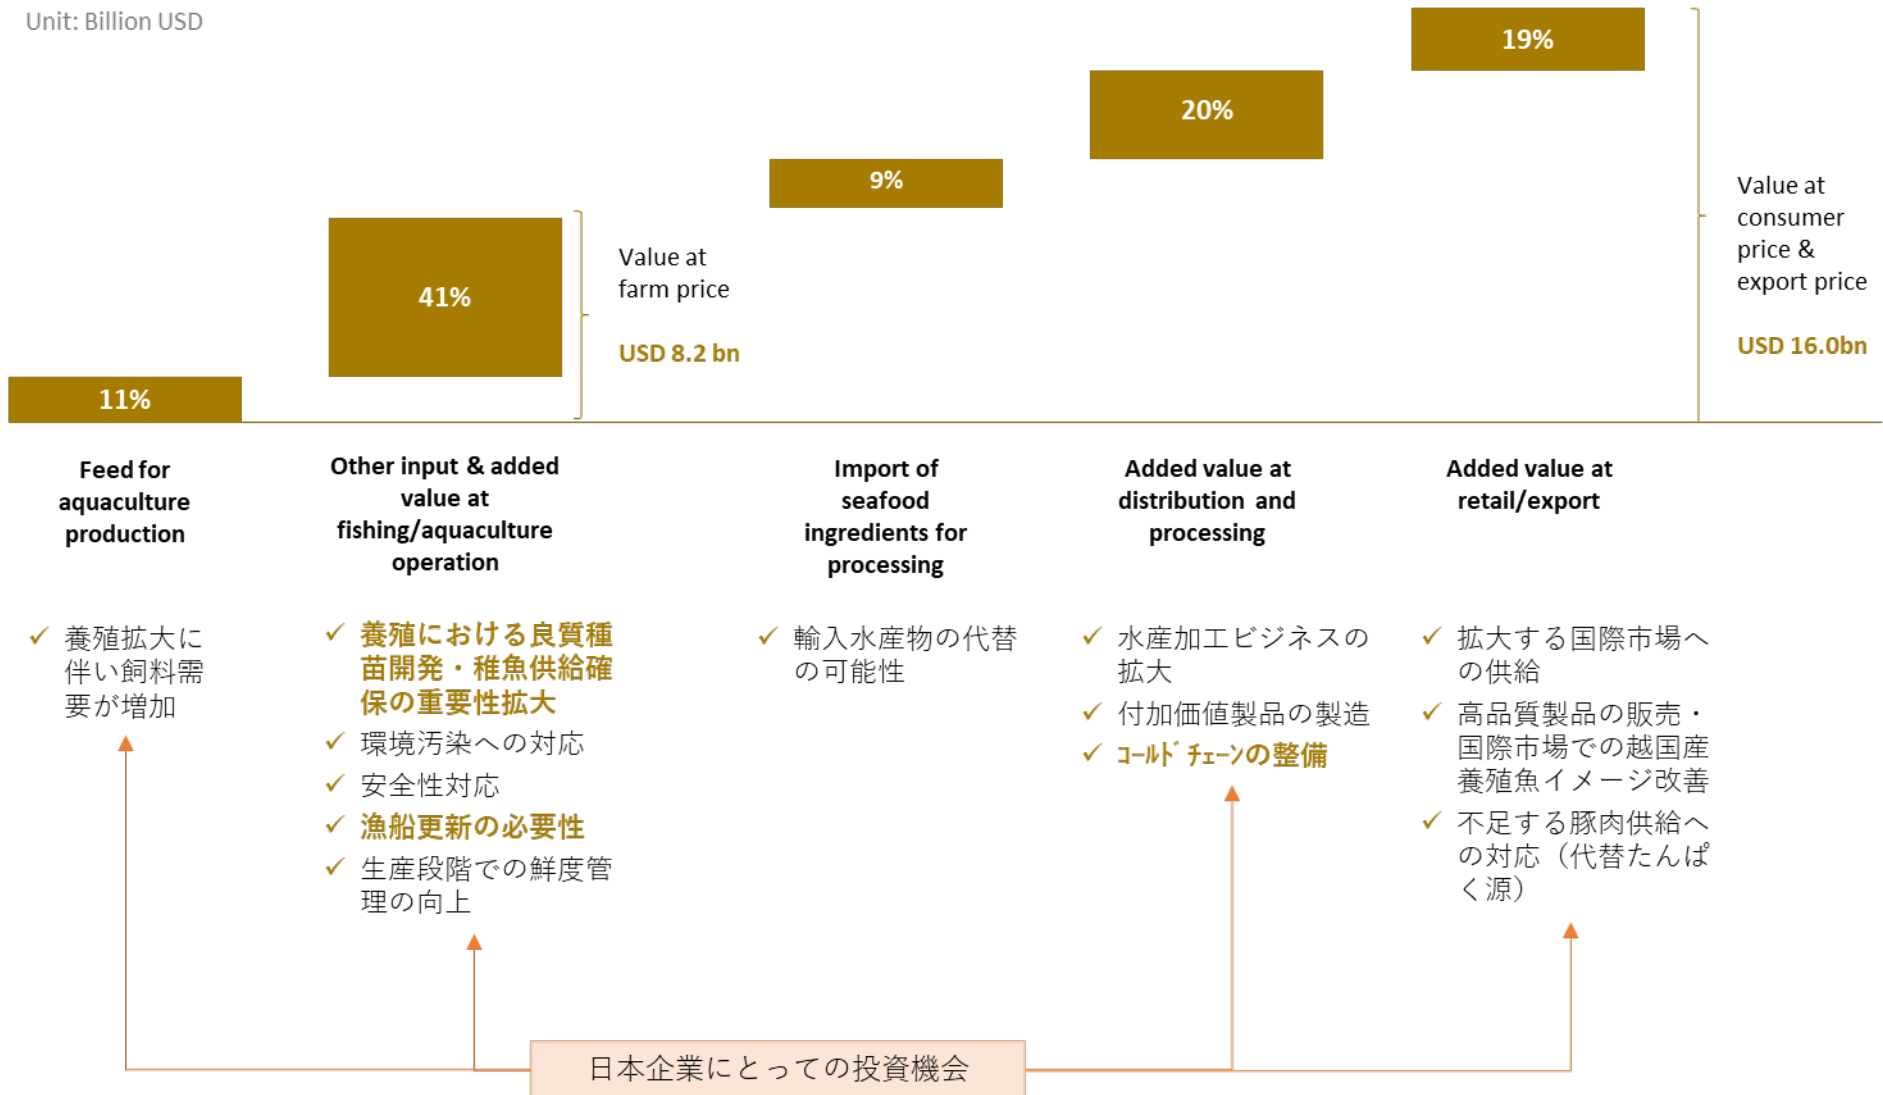 Unit: Billion USD
19%
20%
9%
41%
11%
Value at
farm price
USD 8.2 bn
Value at
consumer
price &
export price
USD 16.0bn
Feed for
aquaculture
production
Other input & added
value at
fishing/aquaculture
operation
Import of
seafood
ingredients for
processing
Added value at
distribution and
processing
Added value at
retail/export
✓ 養殖拡大に
伴い飼料需
要が増加
✓ 養殖における良質種
苗開発・稚魚供給確
保の重要性拡大
✓ 環境汚染への対応
✓ 安全性対応
✓ 漁船更新の必要性
✓ 生産段階での鮮度管
理の向上
✓ 輸入水産物の代替
の可能性
✓ 水産加工ビジネスの
拡大
✓ 付加価値製品の製造
✓ ｺｰﾙﾄﾞﾁｪｰﾝの整備
✓ 拡大する国際市場へ
の供給
✓ 高品質製品の販売・
国際市場での越国産
養殖魚イメージ改善
✓ 不足する豚肉供給へ
の対応（代替たんぱ
く源）
日本企業にとっての投資機会